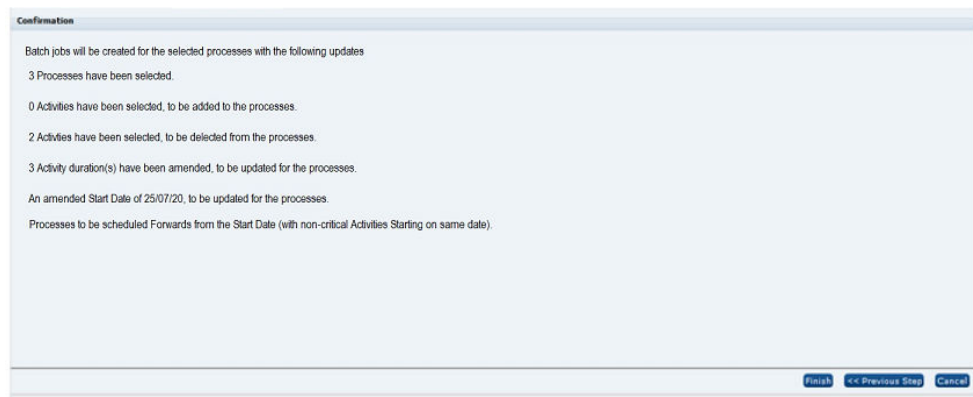 Confirmation
Batch jobs will be created for the selected processes with the following updates
3 Processes have been selected.
0 Activities have been selected, to be added to the processes.
2 Activties have been selected, to be delected from the processes.
3 Activity duration(s) have been amended, to be updated for the processes.
An amended Start Date of 25/07/20, to be updated for the processes.
Processes to be scheduled Forwards from the Start Date (with non-critical Activities Starting on same date).
Finish << Previous Step Cancel